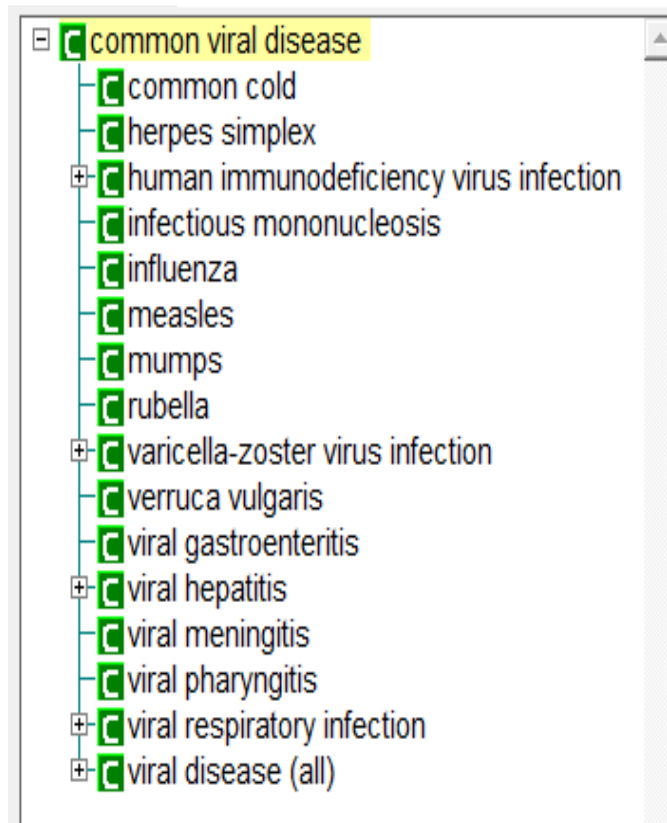 common viral disease
common cold
herpes simplex
human immunodeficiency virus infection
infectious mononucleosis
influenza
measles
mumps
rubella
varicella-zoster virus infection
verruca vulgaris
viral gastroenteritis
viral hepatitis
viral meningitis
viral pharyngitis
viral respiratory infection
viral disease (all)